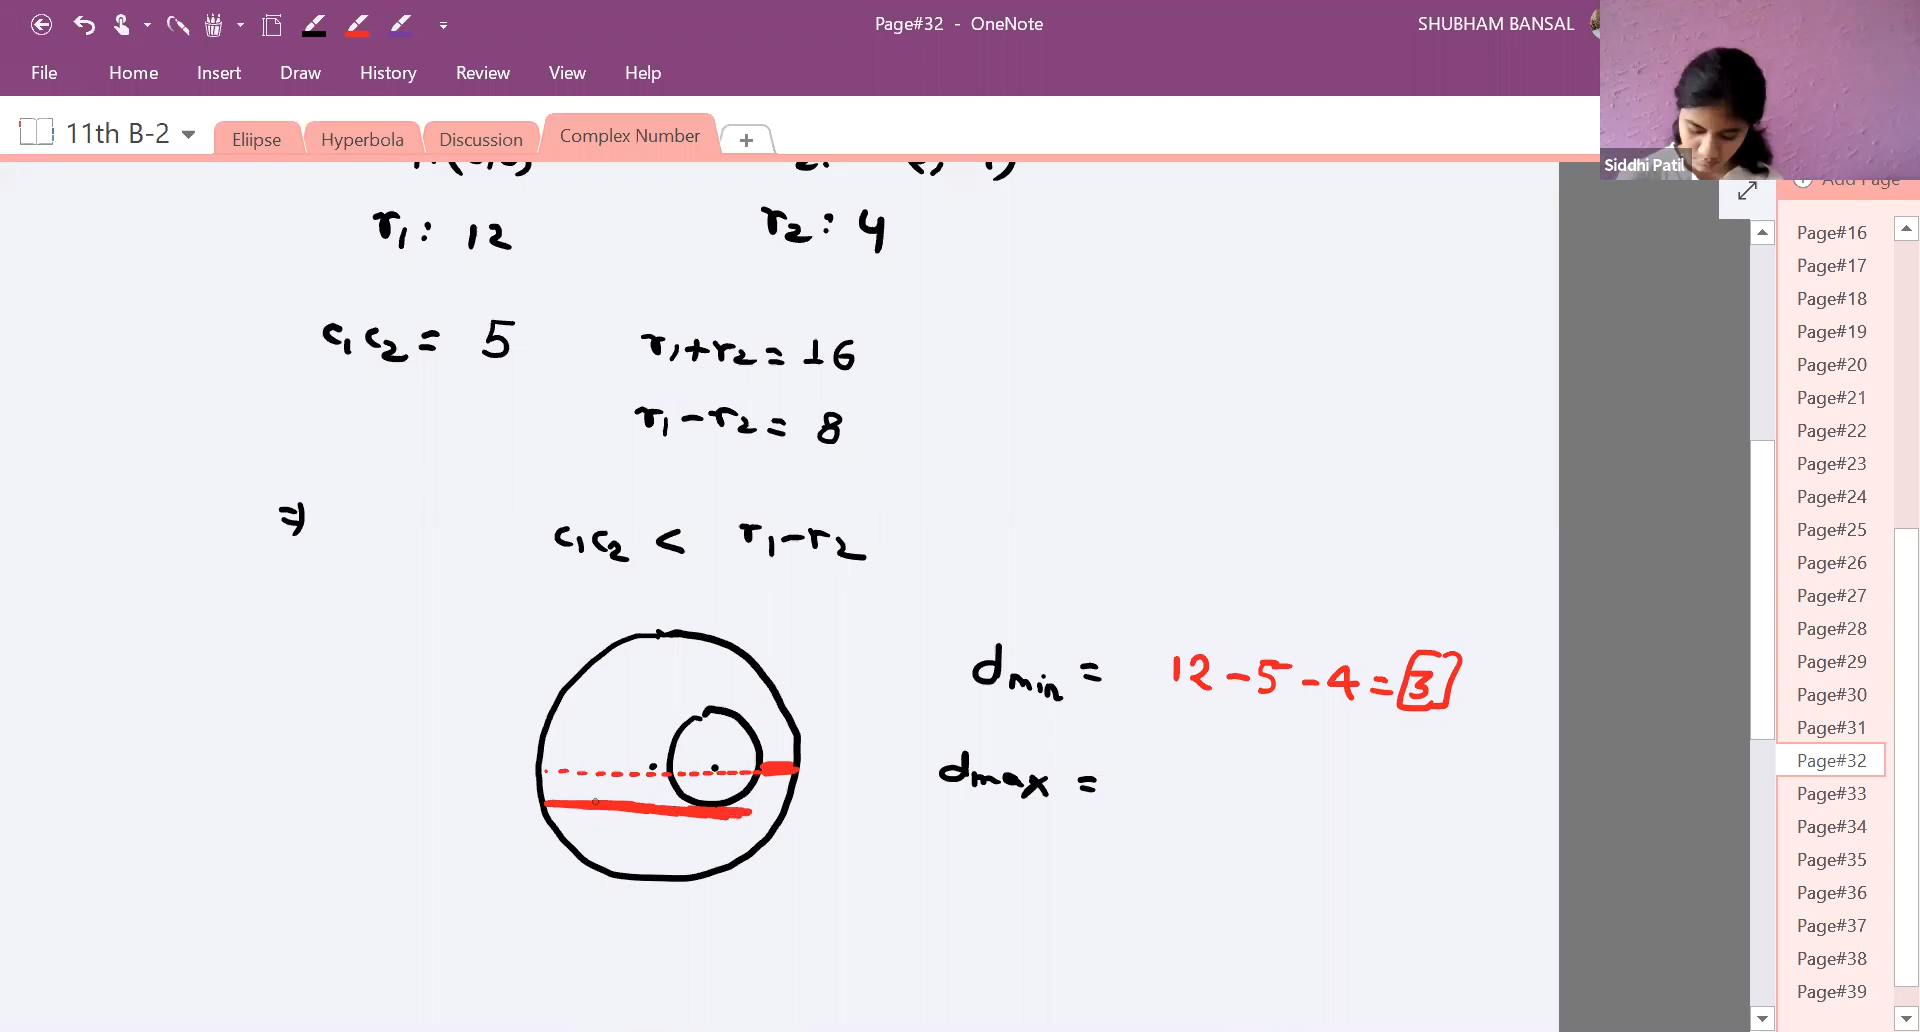 Page#32 - OneNote
SHUBHAM BANSAL
File Home Insert Draw History Review View Help
11th B-2
Eliipse Hyperbola Discussion Complex Number +
Siddhi Patil
Add Page
r₁ : 12
r₂ : 4
c₁c₂ = 5
r₁+r₂ = 16
r₁-r₂ = 8
⇒ c₁c₂ < r₁-r₂
dmin = 12-5-4=3
dmax =
Page#16
Page#17
Page#18
Page#19
Page#20
Page#21
Page#22
Page#23
Page#24
Page#25
Page#26
Page#27
Page#28
Page#29
Page#30
Page#31
Page#32
Page#33
Page#34
Page#35
Page#36
Page#37
Page#38
Page#39